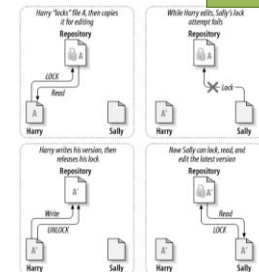 Harry "locks" file A, then copies
it for editing
Repository
A
LOCK
Read
A
Harry
Sally
While Harry edits, Sally's lock
attempt fails
Repository
A
Lock
A
Harry
Sally
Harry writes his version, then
releases his lock
Repository
A'
Write
UNLOCK
A'
Harry
Sally
Now Sally can lock, read, and
edit the latest version
Repository
A'
Read
LOCK
A'
A'
Harry
Sally